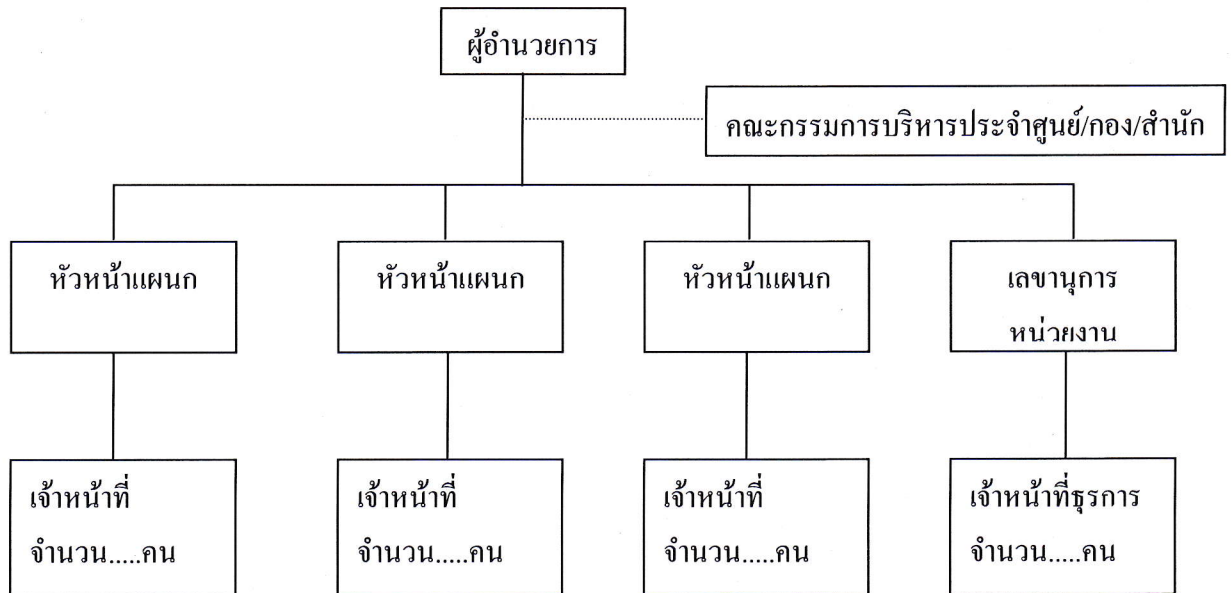 ผู้อำนวยการ
คณะกรรมการบริหารประจำศูนย์/กอง/สำนัก
หัวหน้าแผนก
หัวหน้าแผนก
หัวหน้าแผนก
เลขานุการ
หน่วยงาน
เจ้าหน้าที่
จำนวน.....คน
เจ้าหน้าที่
จำนวน.....คน
เจ้าหน้าที่
จำนวน.....คน
เจ้าหน้าที่ธุรการ
จำนวน.....คน